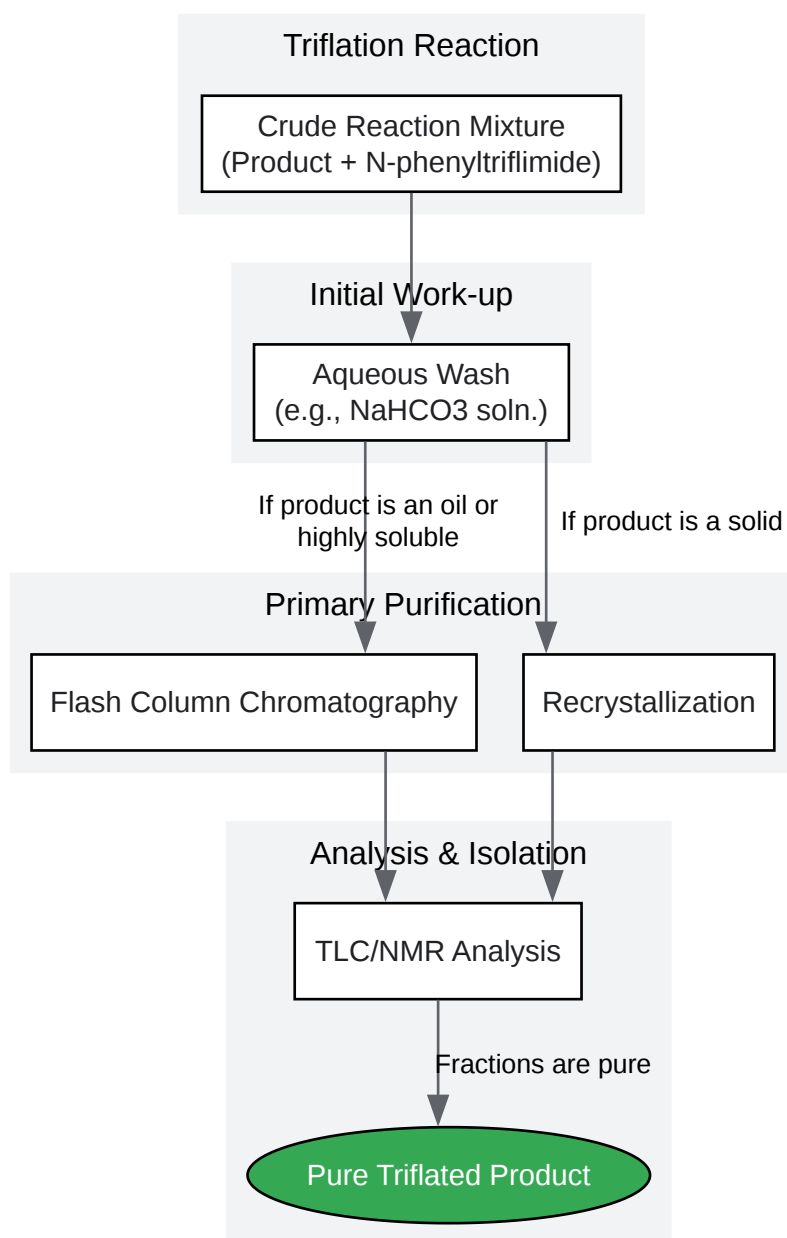 Triflation Reaction
Crude Reaction Mixture
(Product + N-phenyltriflimide)
Initial Work-up
Aqueous Wash
(e.g., NaHCO3 soln.)
If product is an oil or
highly soluble
If product is a solid
Primary Purification
Flash Column Chromatography
Recrystallization
Analysis & Isolation
TLC/NMR Analysis
Fractions are pure
Pure Triflated Product